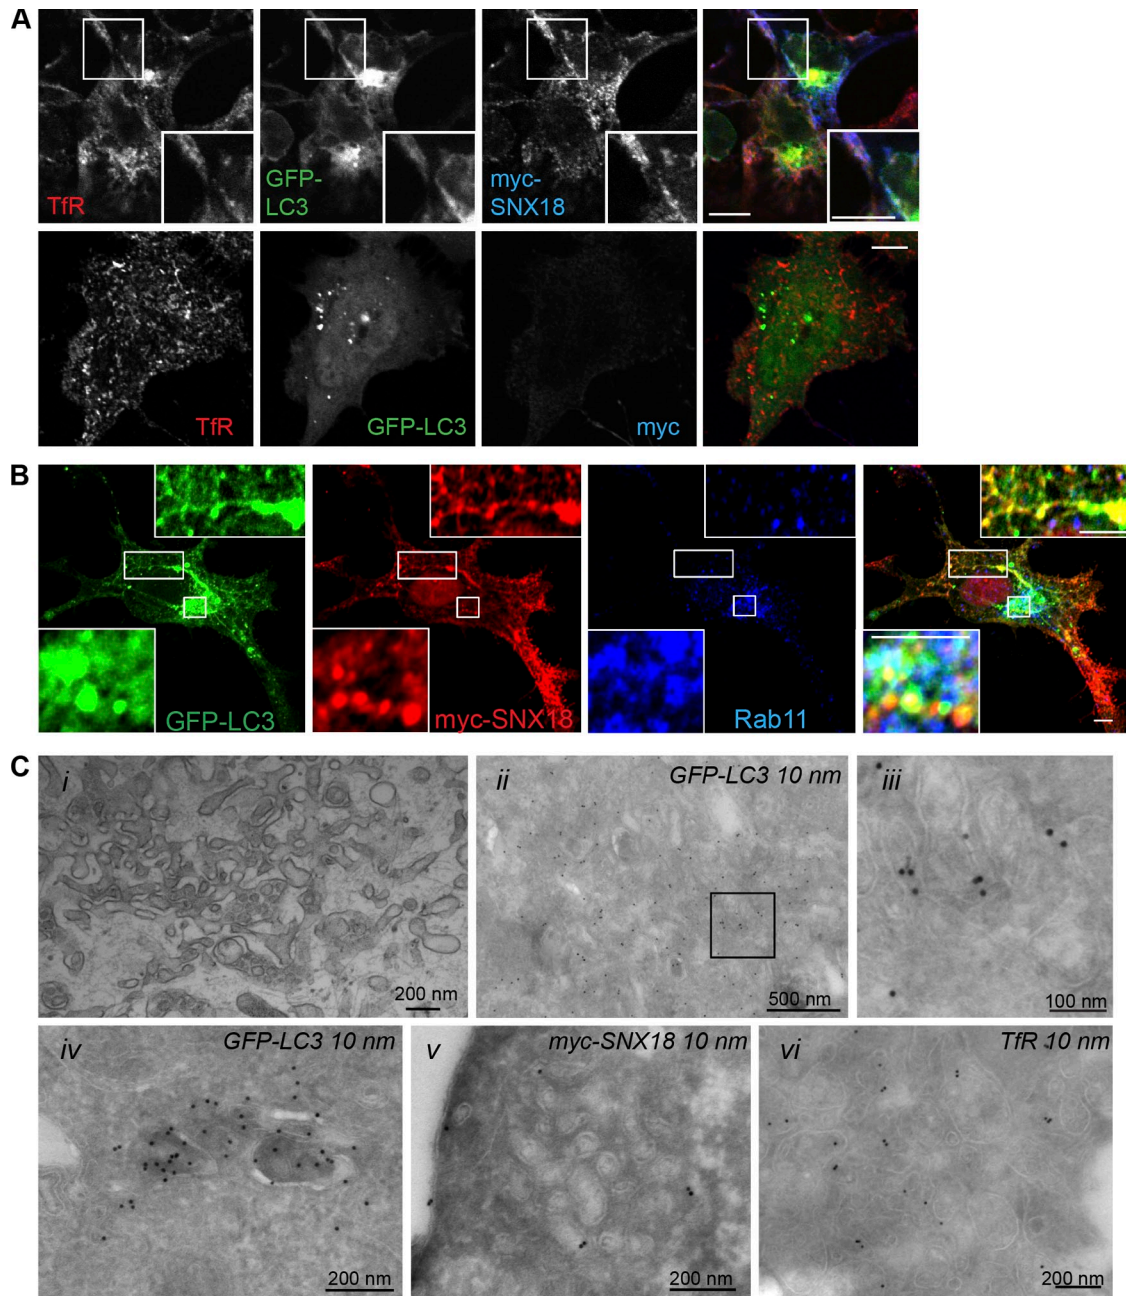 A
TfR
GFP-
LC3
myc-
SNX18
TfR
GFP-LC3
myc
B
GFP-LC3
myc-SNX18
Rab11
C
i
200 nm
ii
GFP-LC3 10 nm
500 nm
iii
100 nm
iv
GFP-LC3 10 nm
200 nm
v
myc-SNX18 10 nm
200 nm
vi
TfR 10 nm
200 nm